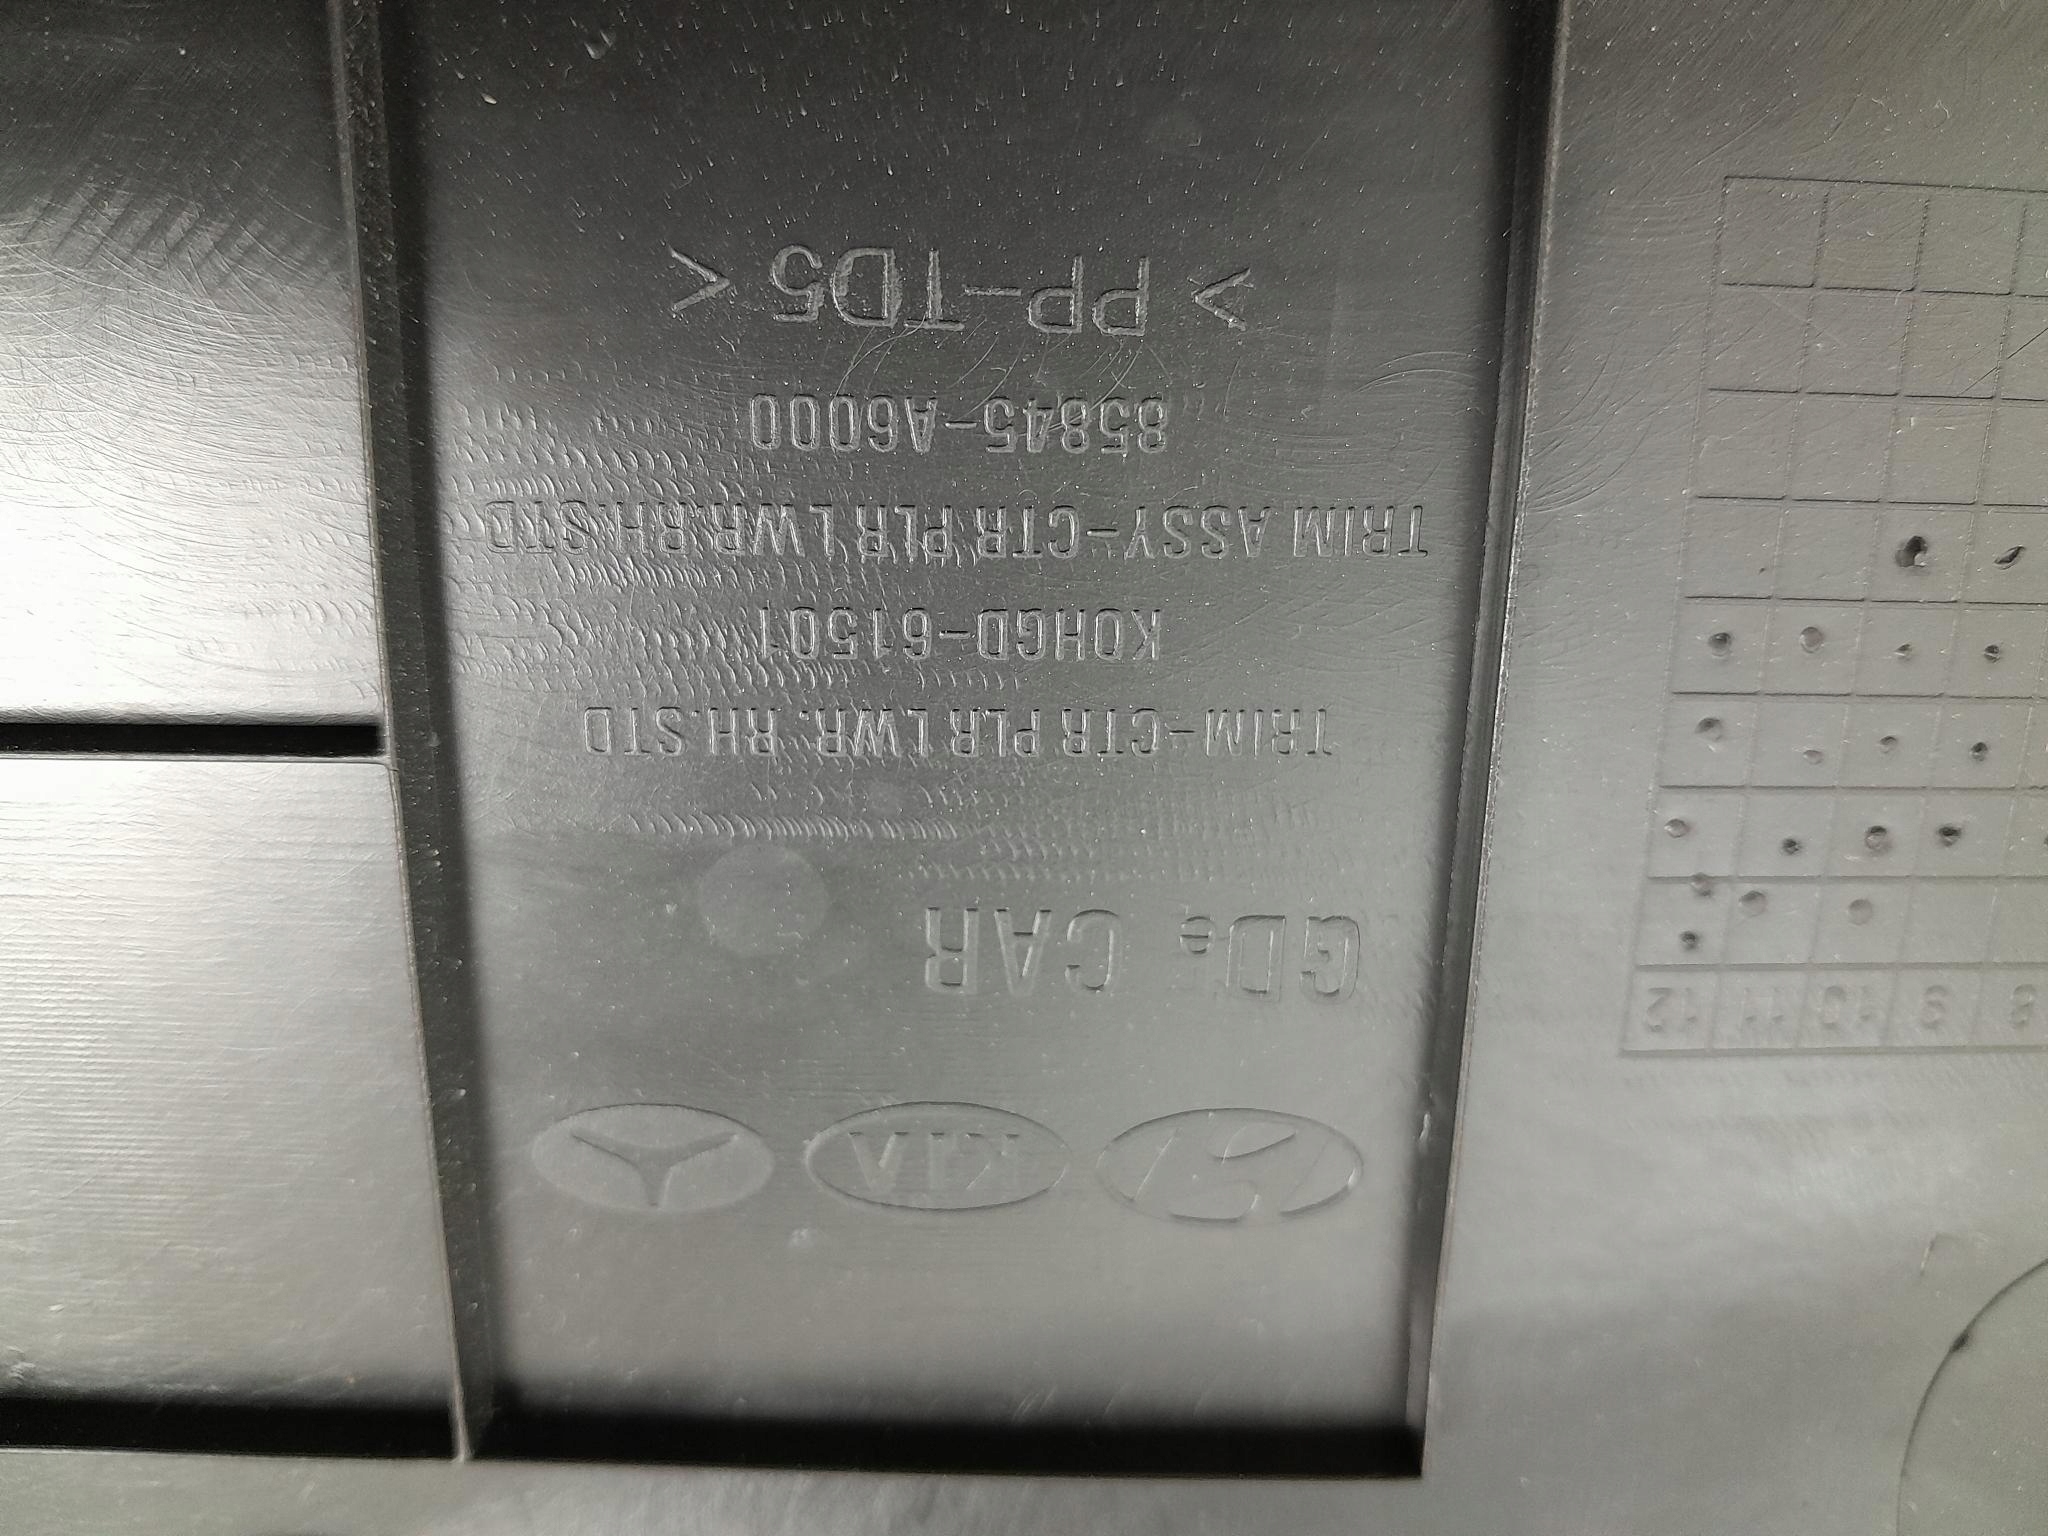 8 9 10 11 12
KIA
GDe CAR
TRIM-CTR PLR LWR. RH.STD
KOHGD-61501
TRIM ASSY-CTR PLR LWR.RH.STD
85845-A6000
>PP-TD5<